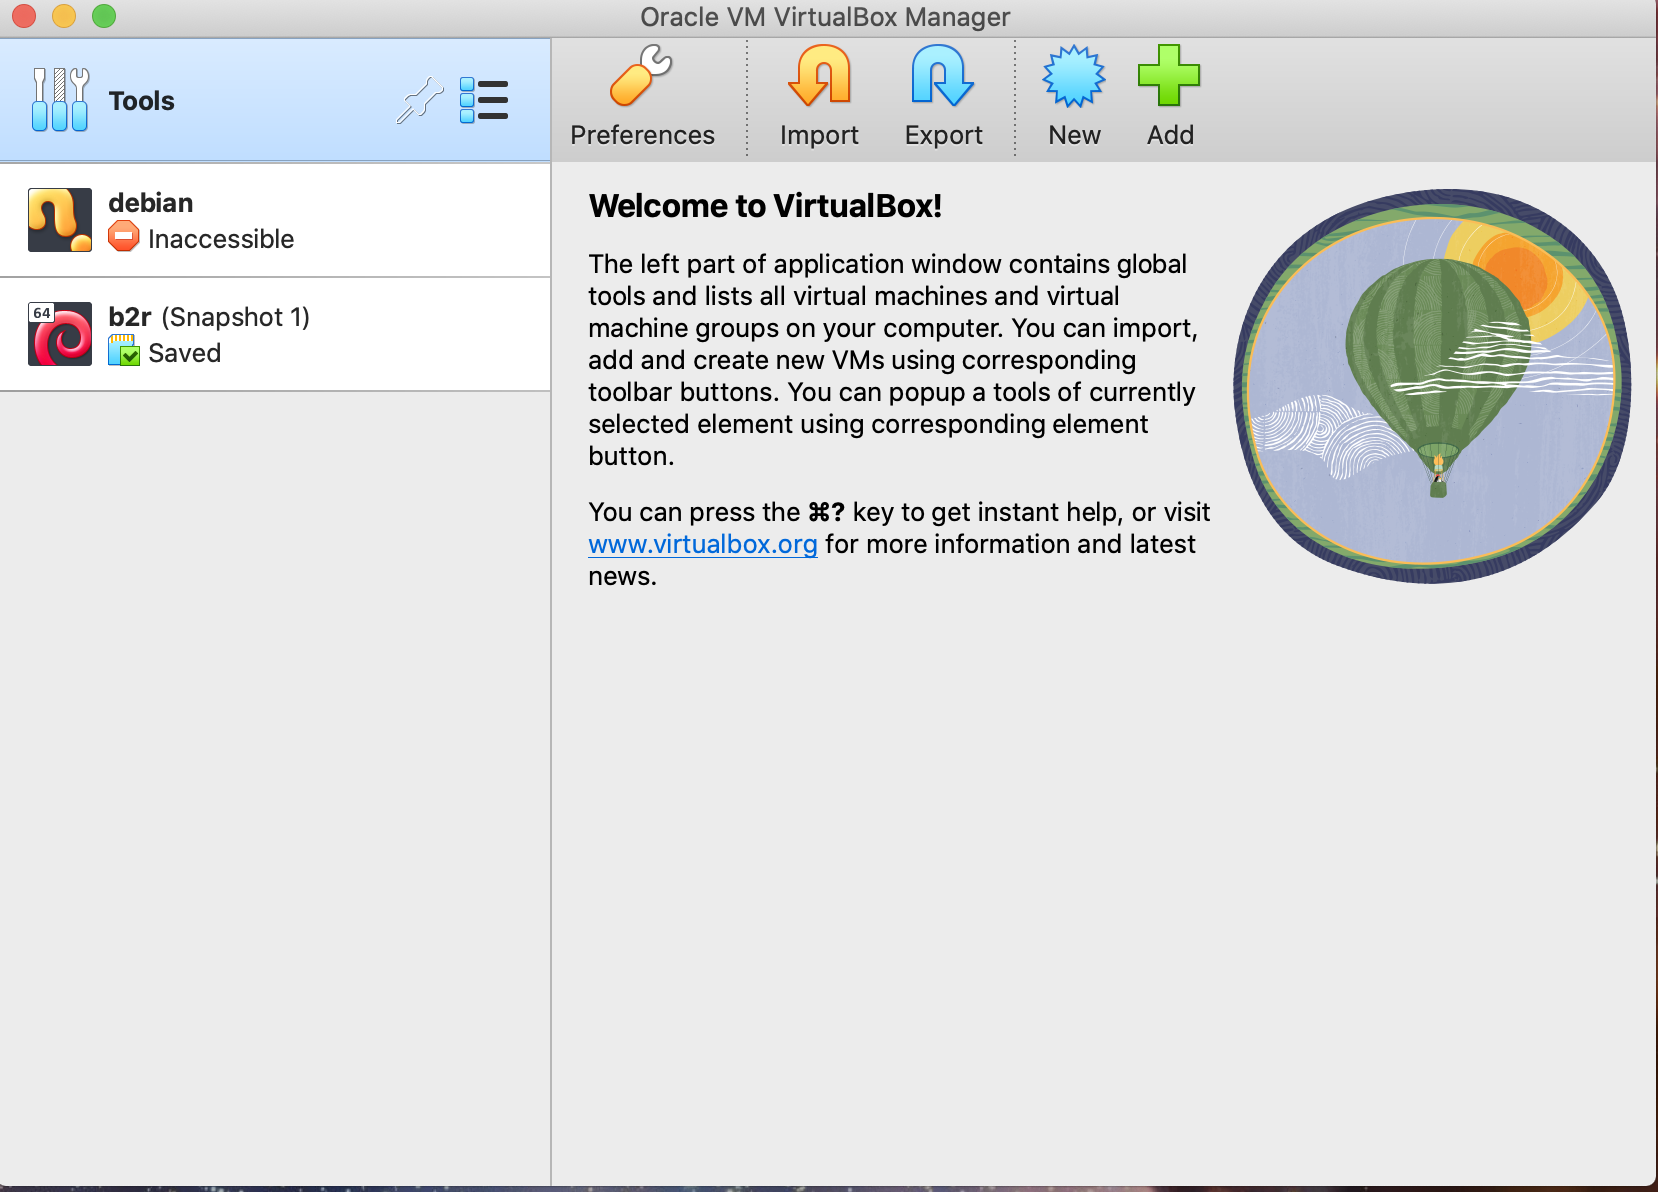 Oracle VM VirtualBox Manager
Tools
Preferences
Import
Export
New
Add
debian
Inaccessible
64
b2r (Snapshot 1)
Saved
Welcome to VirtualBox!
The left part of application window contains global
tools and lists all virtual machines and virtual
machine groups on your computer. You can import,
add and create new VMs using corresponding
toolbar buttons. You can popup a tools of currently
selected element using corresponding element
button.
You can press the ⌘? key to get instant help, or visit
www.virtualbox.org for more information and latest
news.